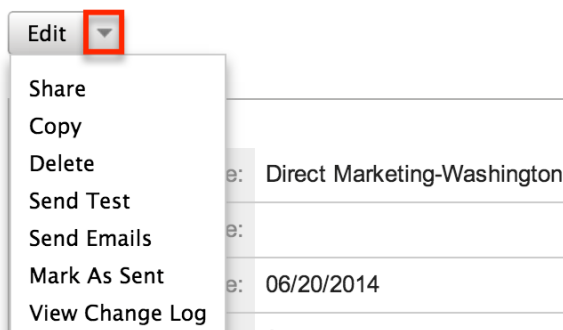 Edit
Share
Copy
Delete
Send Test
Send Emails
Mark As Sent
View Change Log
e: Direct Marketing-Washington
e:
e: 06/20/2014